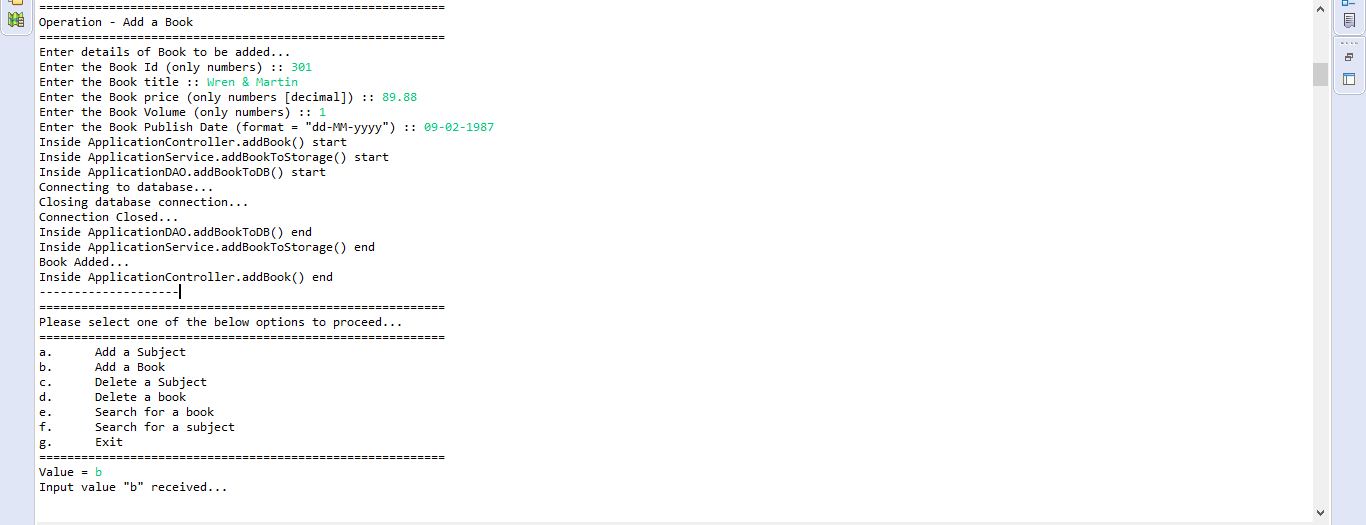 ==========================================================
Operation - Add a Book
==========================================================
Enter details of Book to be added...
Enter the Book Id (only numbers) :: 301
Enter the Book title :: Wren & Martin
Enter the Book price (only numbers [decimal]) :: 89.88
Enter the Book Volume (only numbers) :: 1
Enter the Book Publish Date (format = "dd-MM-yyyy") :: 09-02-1987
Inside ApplicationController.addBook() start
Inside ApplicationService.addBookToStorage() start
Inside ApplicationDAO.addBookToDB() start
Connecting to database...
Closing database connection...
Connection Closed...
Inside ApplicationDAO.addBookToDB() end
Inside ApplicationService.addBookToStorage() end
Book Added...
Inside ApplicationController.addBook() end
--------------------
==========================================================
Please select one of the below options to proceed...
==========================================================
a.	Add a Subject
b.	Add a Book
c.	Delete a Subject
d.	Delete a book
e.	Search for a book
f.	Search for a subject
g.	Exit
==========================================================
Value = b
Input value "b" received...